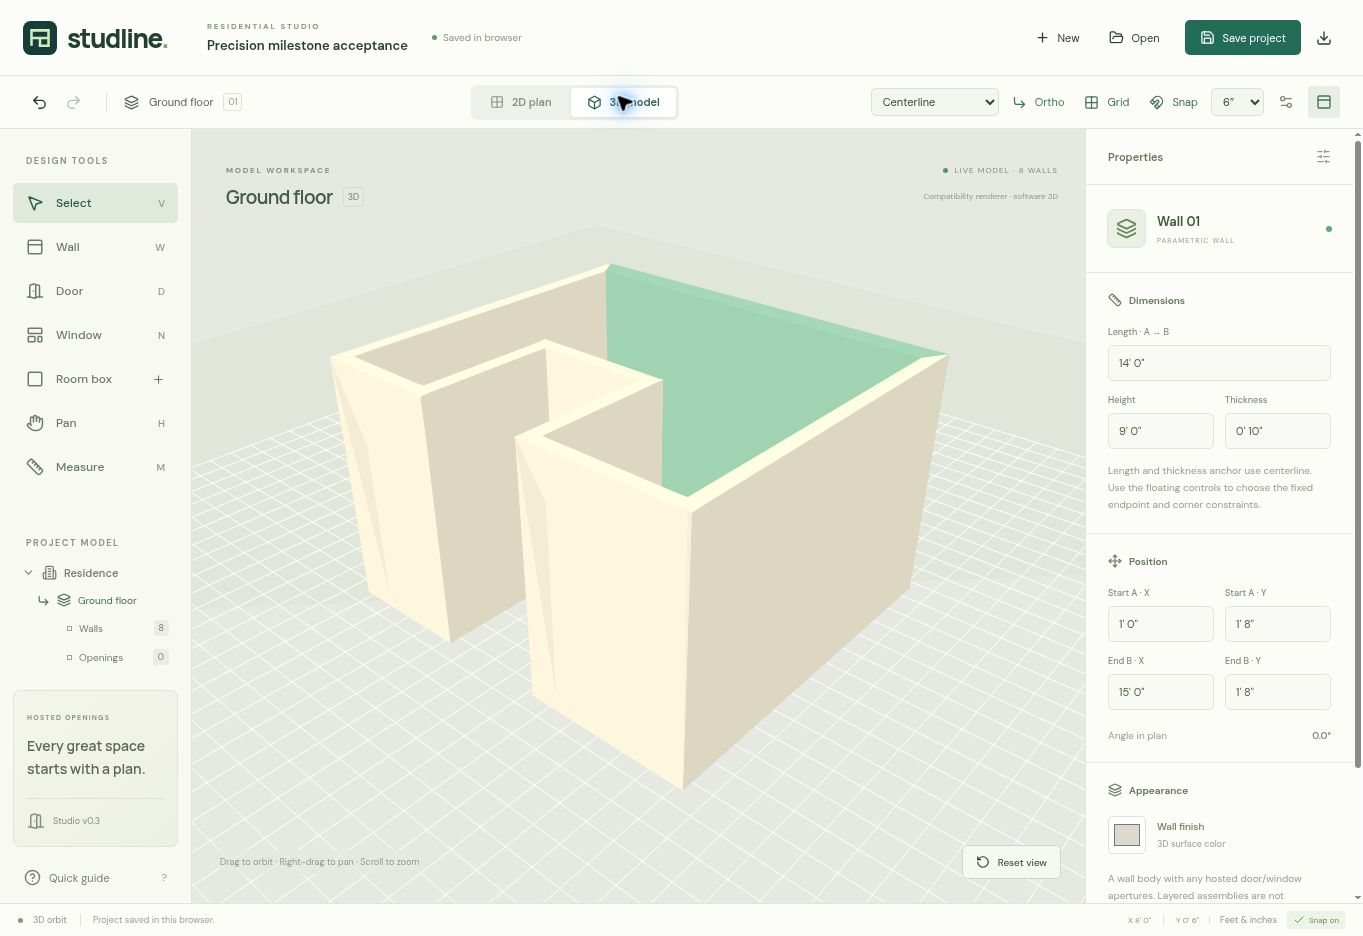 studline.
RESIDENTIAL STUDIO
Precision milestone acceptance
Saved in browser
New
Open
Save project
Ground floor 01
2D plan
Centerline
Ortho
Grid
Snap
6"
DESIGN TOOLS
Select V
Wall W
Door D
Window N
Room box +
Pan H
Measure M
PROJECT MODEL
Residence
Ground floor
Walls 8
Openings 0
HOSTED OPENINGS
Every great space
starts with a plan.
Studio v0.3
Quick guide ?
MODEL WORKSPACE
Ground floor 3D
LIVE MODEL · 8 WALLS
Compatibility renderer · software 3D
Drag to orbit · Right-drag to pan · Scroll to zoom
Reset view
Properties
Wall 01
PARAMETRIC WALL
Dimensions
Length · A → B
14' 0"
Height Thickness
9' 0" 0' 10"
Length and thickness anchor use centerline.
Use the floating controls to choose the fixed
endpoint and corner constraints.
Position
Start A · X Start A · Y
1' 0" 1' 8"
End B · X End B · Y
15' 0" 1' 8"
Angle in plan 0.0°
Appearance
Wall finish
3D surface color
A wall body with any hosted door/window
apertures. Layered assemblies are not
3D orbit
Project saved in this browser.
X 8' 0"
Y 0' 6"
Feet & inches
Snap on